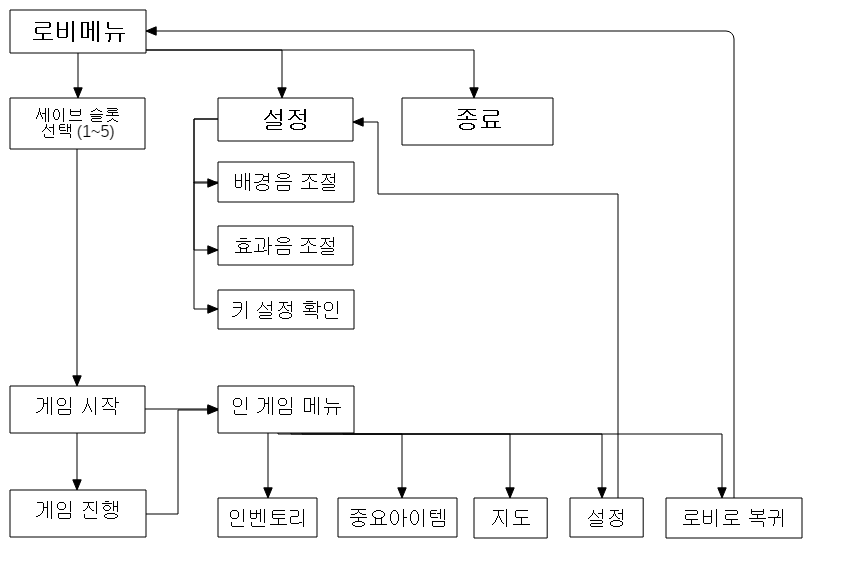 로비메뉴
세이브 슬롯
선택 (1~5)
설정
종료
배경음 조절
효과음 조절
키 설정 확인
게임 시작
인 게임 메뉴
게임 진행
인벤토리
중요아이템
지도
설정
로비로 복귀